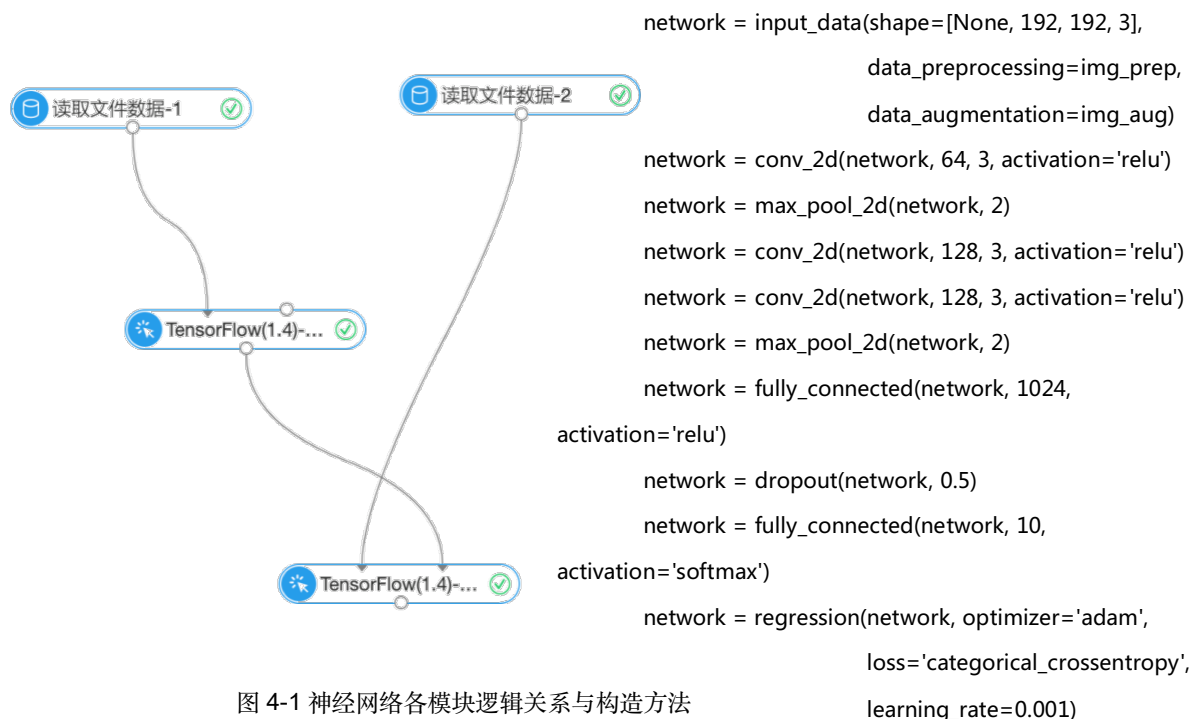 读取文件数据-1
读取文件数据-2
TensorFlow(1.4)-...
TensorFlow(1.4)-...
图 4-1 神经网络各模块逻辑关系与构造方法
network = input_data(shape=[None, 192, 192, 3],
data_preprocessing=img_prep,
data_augmentation=img_aug)
network = conv_2d(network, 64, 3, activation='relu')
network = max_pool_2d(network, 2)
network = conv_2d(network, 128, 3, activation='relu')
network = conv_2d(network, 128, 3, activation='relu')
network = max_pool_2d(network, 2)
network = fully_connected(network, 1024,
activation='relu')
network = dropout(network, 0.5)
network = fully_connected(network, 10,
activation='softmax')
network = regression(network, optimizer='adam',
loss='categorical_crossentropy',
learning_rate=0.001)